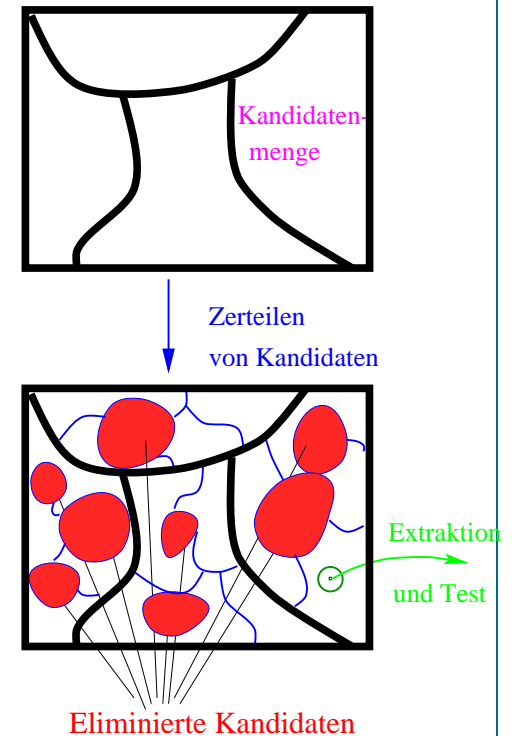 Kandidaten-
menge
Zerteilen
von Kandidaten
Extraktion
und Test
Eliminierte Kandidaten